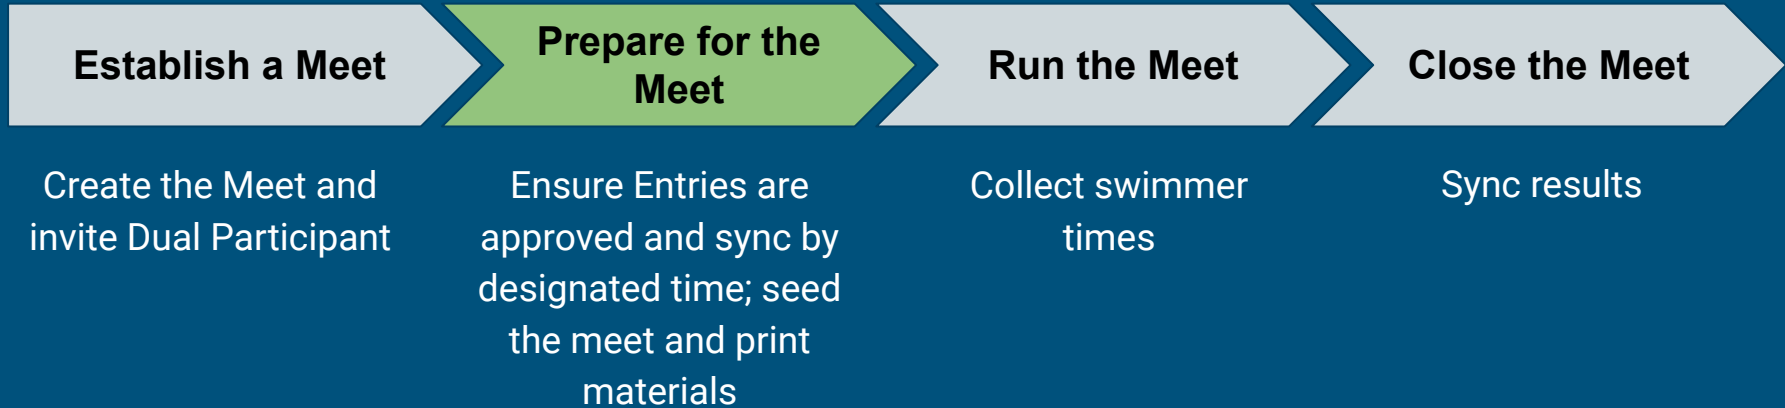 Establish a Meet
Prepare for the
Meet
Run the Meet
Close the Meet
Create the Meet and
invite Dual Participant
Ensure Entries are
approved and sync by
designated time; seed
the meet and print
materials
Collect swimmer
times
Sync results